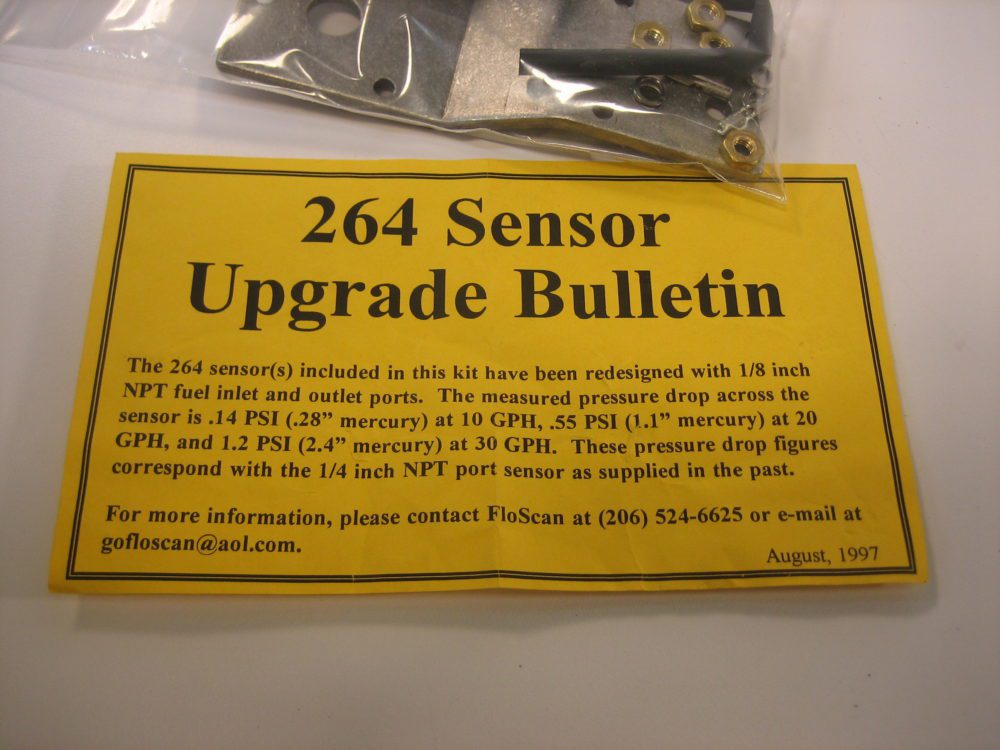 264 Sensor
Upgrade Bulletin
The 264 sensor(s) included in this kit have been redesigned with 1/8 inch
NPT fuel inlet and outlet ports. The measured pressure drop across the
sensor is .14 PSI (.28” mercury) at 10 GPH, .55 PSI (1.1” mercury) at 20
GPH, and 1.2 PSI (2.4” mercury) at 30 GPH. These pressure drop figures
correspond with the 1/4 inch NPT port sensor as supplied in the past.
For more information, please contact FloScan at (206) 524-6625 or e-mail at
gofloscan@aol.com.
August, 1997